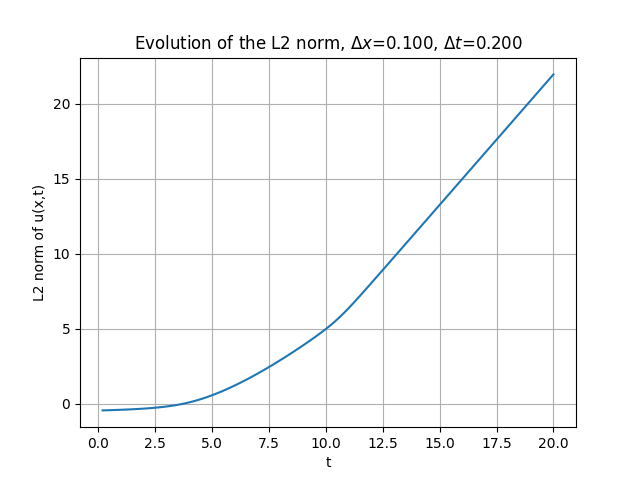 Evolution of the L2 norm, Δx=0.100, Δt=0.200
L2 norm of u(x,t)
20
15
10
5
0
0.0 2.5 5.0 7.5 10.0 12.5 15.0 17.5 20.0
t